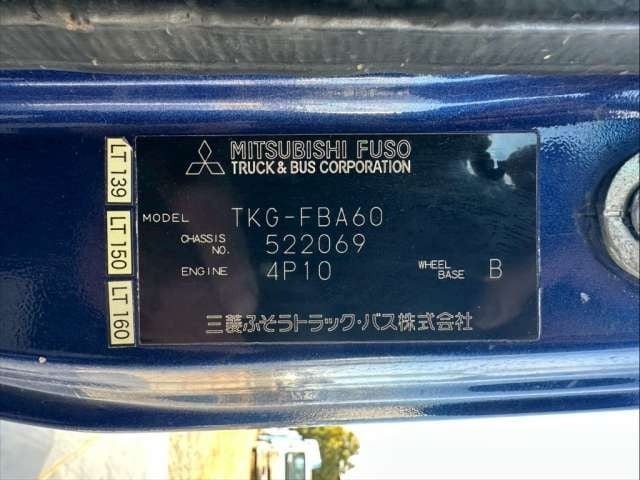 MITSUBISHI FUSO
TRUCK & BUS CORPORATION
MODEL TKG-FBA60
CHASSIS NO. 522069
ENGINE 4P10 WHEEL BASE B
三菱ふそうトラック・バス株式会社
LT 139
LT 150
LT 160